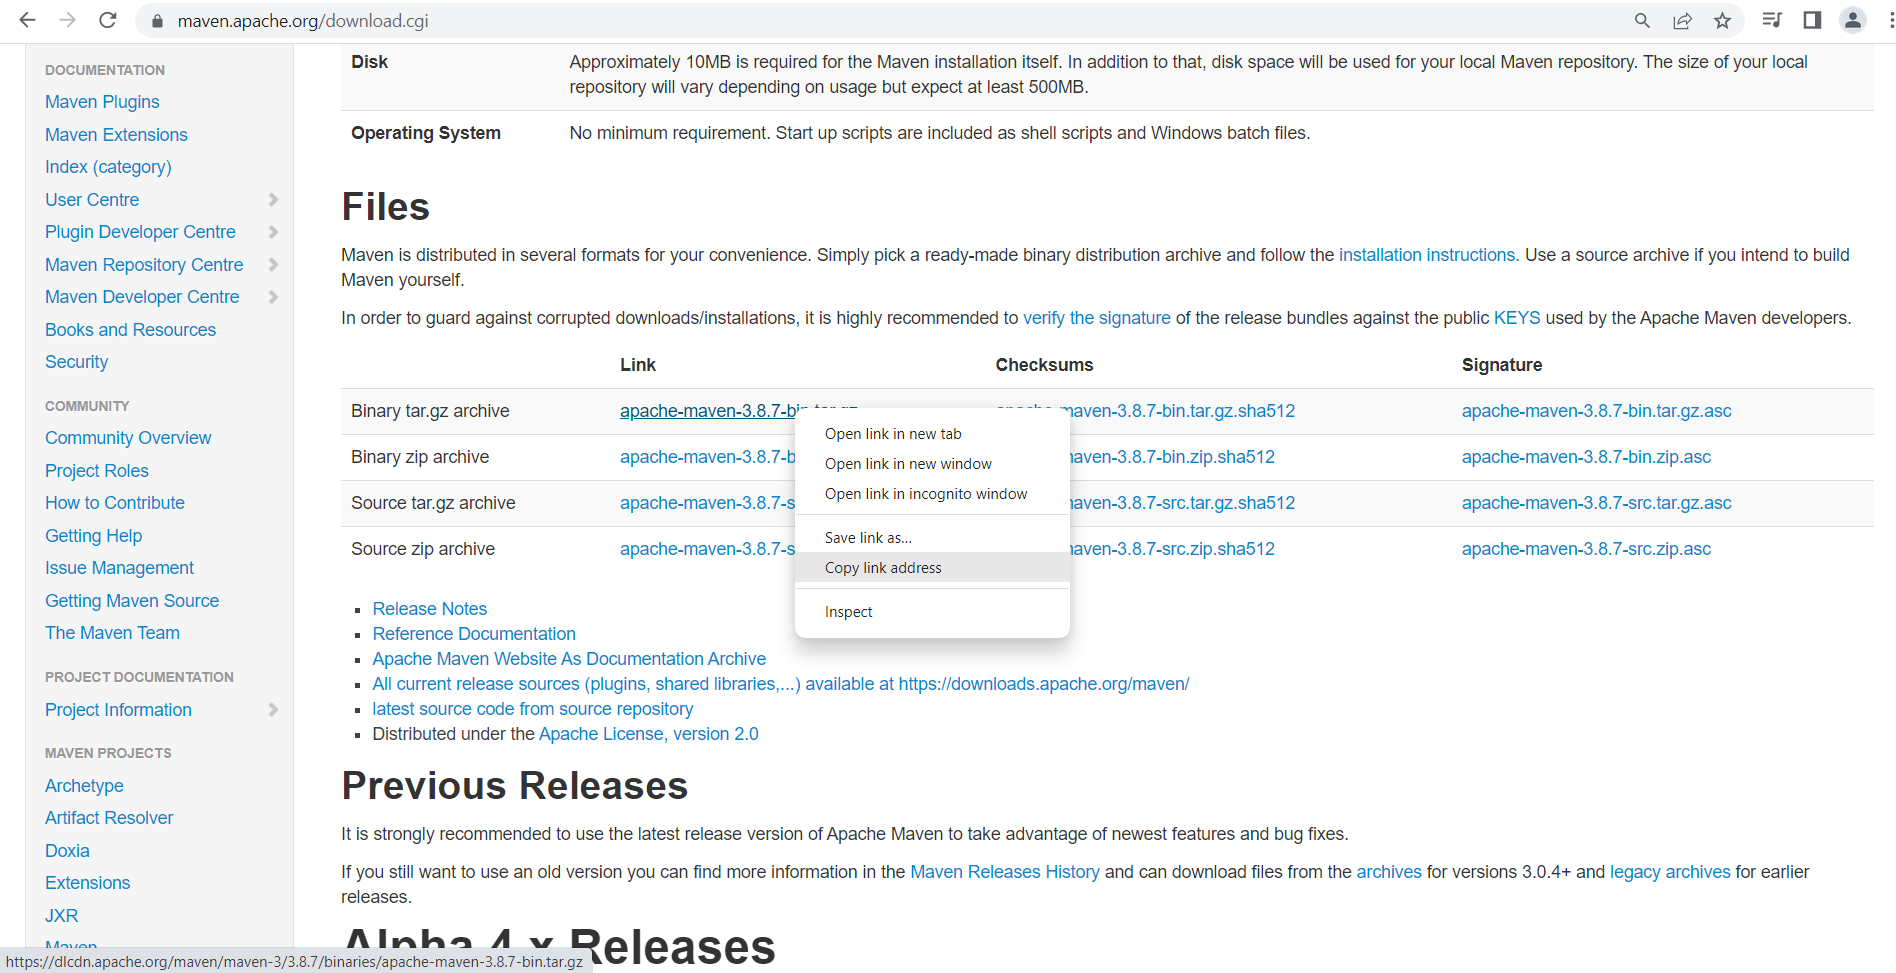 maven.apache.org/download.cgi
DOCUMENTATION
Maven Plugins
Maven Extensions
Index (category)
User Centre
Plugin Developer Centre
Maven Repository Centre
Maven Developer Centre
Books and Resources
Security
COMMUNITY
Community Overview
Project Roles
How to Contribute
Getting Help
Issue Management
Getting Maven Source
The Maven Team
PROJECT DOCUMENTATION
Project Information
MAVEN PROJECTS
Archetype
Artifact Resolver
Doxia
Extensions
JXR
Maven
Disk Approximately 10MB is required for the Maven installation itself. In addition to that, disk space will be used for your local Maven repository. The size of your local
repository will vary depending on usage but expect at least 500MB.
Operating System No minimum requirement. Start up scripts are included as shell scripts and Windows batch files.
Files
Maven is distributed in several formats for your convenience. Simply pick a ready-made binary distribution archive and follow the installation instructions. Use a source archive if you intend to build
Maven yourself.
In order to guard against corrupted downloads/installations, it is highly recommended to verify the signature of the release bundles against the public KEYS used by the Apache Maven developers.
Link Checksums Signature
Binary tar.gz archive apache-maven-3.8.7-bin.tar.gz apache-maven-3.8.7-bin.tar.gz.sha512 apache-maven-3.8.7-bin.tar.gz.asc
Binary zip archive apache-maven-3.8.7-b maven-3.8.7-bin.zip.sha512 apache-maven-3.8.7-bin.zip.asc
Source tar.gz archive apache-maven-3.8.7-s maven-3.8.7-src.tar.gz.sha512 apache-maven-3.8.7-src.tar.gz.asc
Source zip archive apache-maven-3.8.7-s maven-3.8.7-src.zip.sha512 apache-maven-3.8.7-src.zip.asc
Open link in new tab
Open link in new window
Open link in incognito window
Save link as...
Copy link address
Inspect
Release Notes
Reference Documentation
Apache Maven Website As Documentation Archive
All current release sources (plugins, shared libraries,...) available at https://downloads.apache.org/maven/
latest source code from source repository
Distributed under the Apache License, version 2.0
Previous Releases
It is strongly recommended to use the latest release version of Apache Maven to take advantage of newest features and bug fixes.
If you still want to use an old version you can find more information in the Maven Releases History and can download files from the archives for versions 3.0.4+ and legacy archives for earlier
releases.
Alpha 4.x Releases
https://dlcdn.apache.org/maven/maven-3/3.8.7/binaries/apache-maven-3.8.7-bin.tar.gz